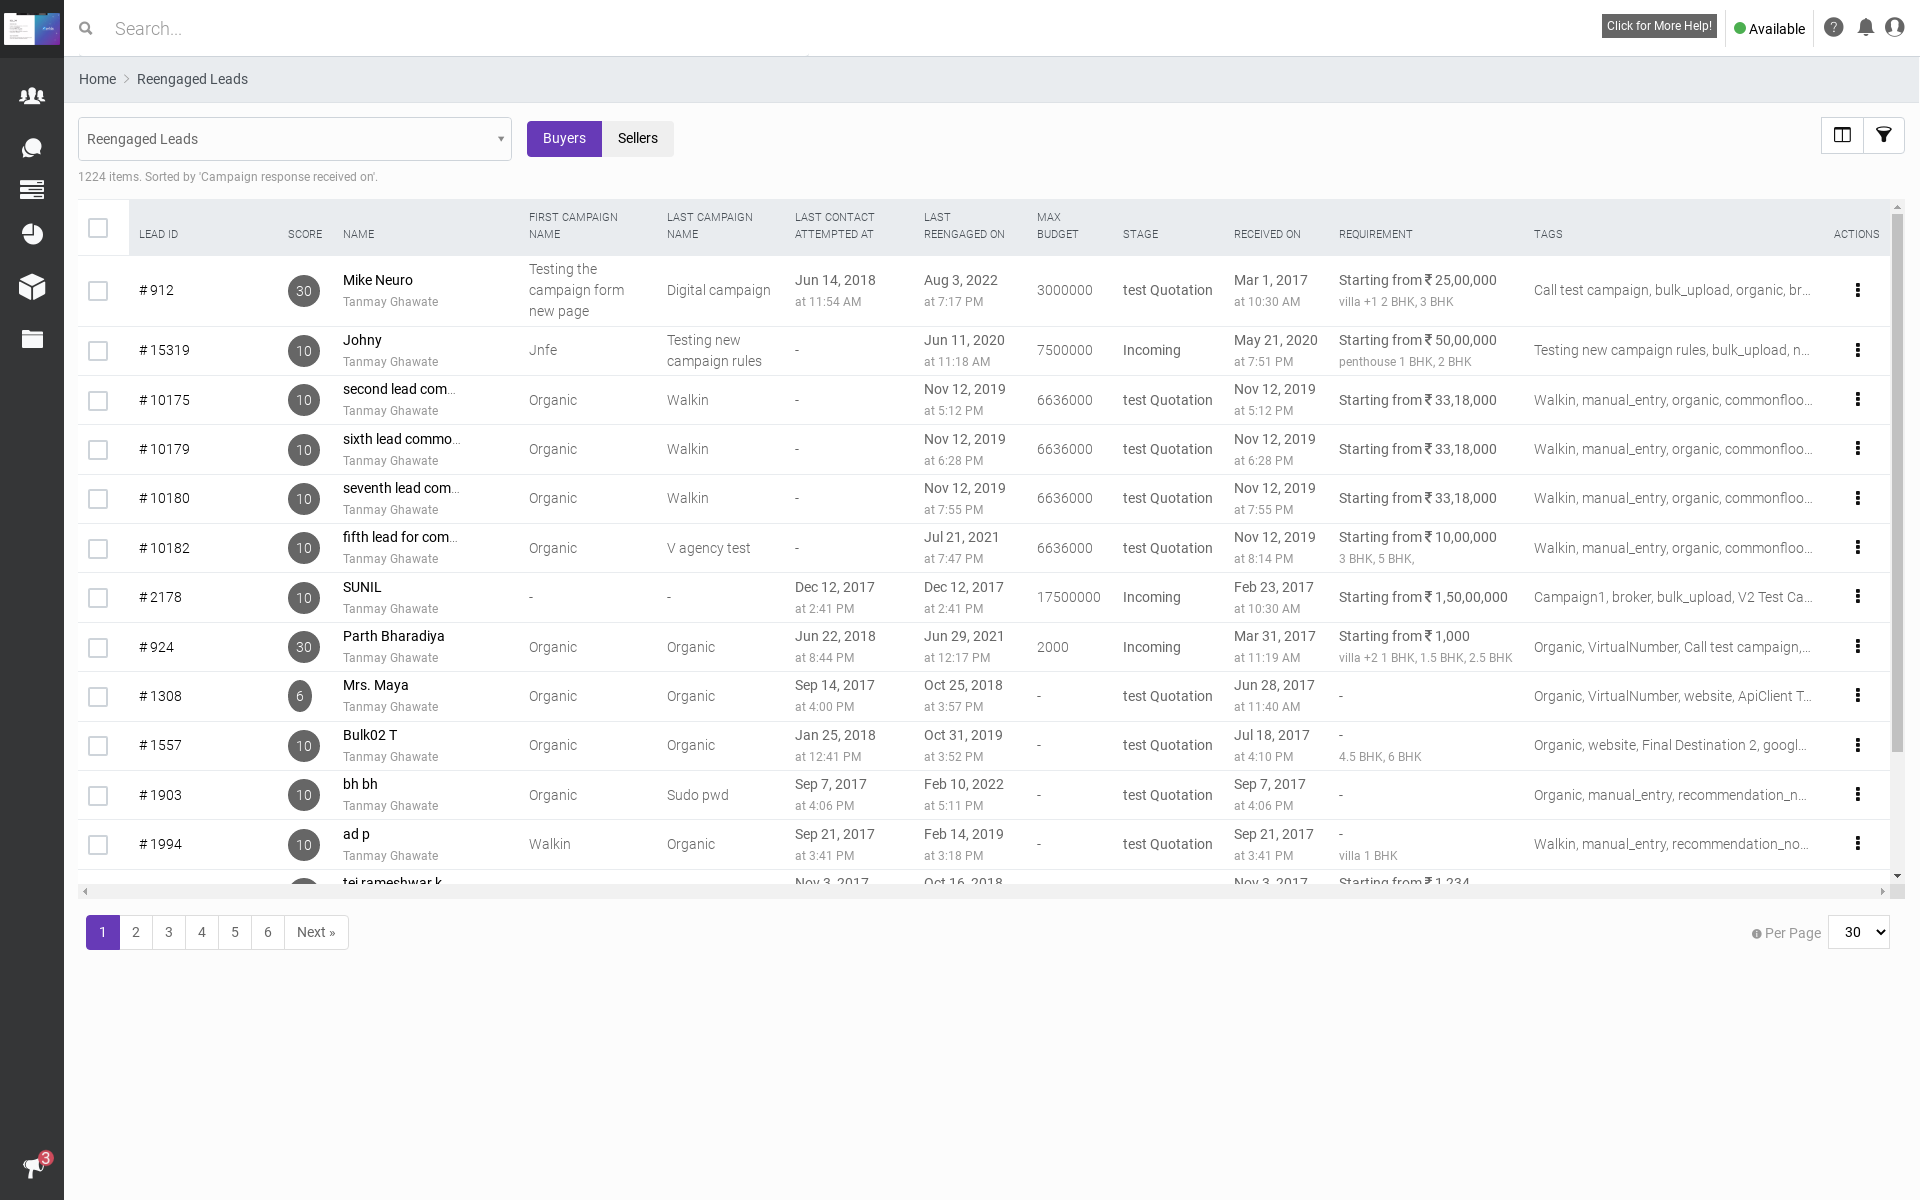 Search...
Click for More Help!
Available
Home
Reengaged Leads
Reengaged Leads
Buyers
Sellers
1224 items. Sorted by 'Campaign response received on'.
LEAD ID SCORE NAME FIRST CAMPAIGN NAME LAST CAMPAIGN NAME LAST CONTACT ATTEMPTED AT LAST REENGAGED ON MAX BUDGET STAGE RECEIVED ON REQUIREMENT TAGS ACTIONS
# 912 30 Mike Neuro Tanmay Ghawate Testing the campaign form new page Digital campaign Jun 14, 2018 at 11:54 AM Aug 3, 2022 at 7:17 PM 3000000 test Quotation Mar 1, 2017 at 10:30 AM Starting from ₹ 25,00,000 villa +1 2 BHK, 3 BHK Call test campaign, bulk_upload, organic, br...
# 15319 10 Johny Tanmay Ghawate Jnfe Testing new campaign rules - Jun 11, 2020 at 11:18 AM 7500000 Incoming May 21, 2020 at 7:51 PM Starting from ₹ 50,00,000 penthouse 1 BHK, 2 BHK Testing new campaign rules, bulk_upload, n...
# 10175 10 second lead com... Tanmay Ghawate Organic Walkin - Nov 12, 2019 at 5:12 PM 6636000 test Quotation Nov 12, 2019 at 5:12 PM Starting from ₹ 33,18,000 Walkin, manual_entry, organic, commonfloo...
# 10179 10 sixth lead commo... Tanmay Ghawate Organic Walkin - Nov 12, 2019 at 6:28 PM 6636000 test Quotation Nov 12, 2019 at 6:28 PM Starting from ₹ 33,18,000 Walkin, manual_entry, organic, commonfloo...
# 10180 10 seventh lead com... Tanmay Ghawate Organic Walkin - Nov 12, 2019 at 7:55 PM 6636000 test Quotation Nov 12, 2019 at 7:55 PM Starting from ₹ 33,18,000 Walkin, manual_entry, organic, commonfloo...
# 10182 10 fifth lead for com... Tanmay Ghawate Organic V agency test - Jul 21, 2021 at 7:47 PM 6636000 test Quotation Nov 12, 2019 at 8:14 PM Starting from ₹ 10,00,000 3 BHK, 5 BHK, Walkin, manual_entry, organic, commonfloo...
# 2178 10 SUNIL Tanmay Ghawate - - Dec 12, 2017 at 2:41 PM Dec 12, 2017 at 2:41 PM 17500000 Incoming Feb 23, 2017 at 10:30 AM Starting from ₹ 1,50,00,000 Campaign1, broker, bulk_upload, V2 Test Ca...
# 924 30 Parth Bharadiya Tanmay Ghawate Organic Organic Jun 22, 2018 at 8:44 PM Jun 29, 2021 at 12:17 PM 2000 Incoming Mar 31, 2017 at 11:19 AM Starting from ₹ 1,000 villa +2 1 BHK, 1.5 BHK, 2.5 BHK Organic, VirtualNumber, Call test campaign,...
# 1308 6 Mrs. Maya Tanmay Ghawate Organic Organic Sep 14, 2017 at 4:00 PM Oct 25, 2018 at 3:57 PM - test Quotation Jun 28, 2017 at 11:40 AM - Organic, VirtualNumber, website, ApiClient T...
# 1557 10 Bulk02 T Tanmay Ghawate Organic Organic Jan 25, 2018 at 12:41 PM Oct 31, 2019 at 3:52 PM - test Quotation Jul 18, 2017 at 4:10 PM - 4.5 BHK, 6 BHK Organic, website, Final Destination 2, googl...
# 1903 10 bh bh Tanmay Ghawate Organic Sudo pwd Sep 7, 2017 at 4:06 PM Feb 10, 2022 at 5:11 PM - test Quotation Sep 7, 2017 at 4:06 PM - Organic, manual_entry, recommendation_n...
# 1994 10 ad p Tanmay Ghawate Walkin Organic Sep 21, 2017 at 3:41 PM Feb 14, 2019 at 3:18 PM - test Quotation Sep 21, 2017 at 3:41 PM - villa 1 BHK Walkin, manual_entry, recommendation_no...
tej rameshwar k Nov 3, 2017 Oct 16, 2018 Nov 3, 2017 Starting from ₹ 1,234
1 2 3 4 5 6 Next »
Per Page 30
3